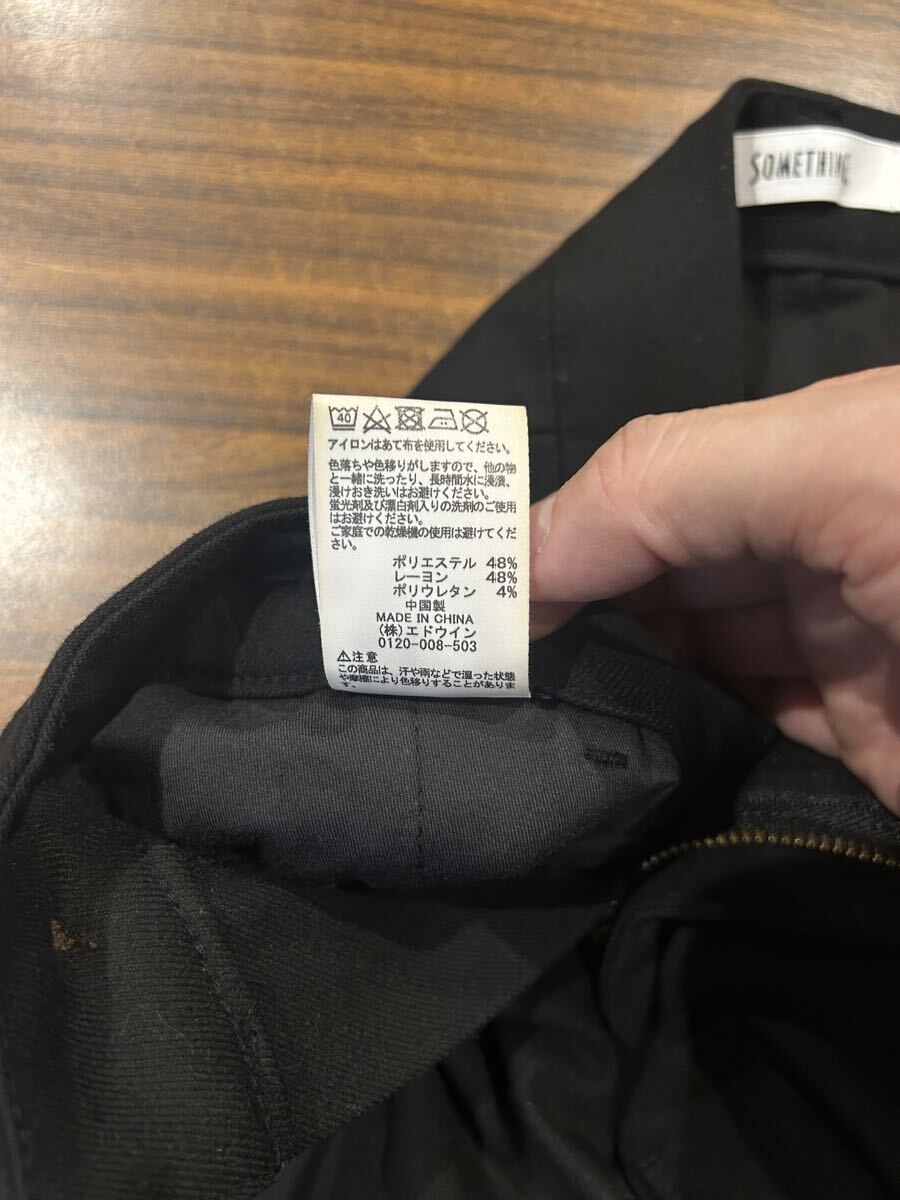 SOMETHING
40
アイロンはあて布を使用してください。
色落ちや色移りがしますので、他の物
と一緒に洗ったり、長時間水に浸漬、
浸けおき洗いはお避けください。
蛍光剤及び漂白剤入りの洗剤のご使用
はお避けください。
ご家庭での乾燥機の使用は避けてくだ
さい。
ポリエステル 48%
レーヨン 48%
ポリウレタン 4%
中国製
MADE IN CHINA
(株)エドウイン
0120-008-503
⚠注意
この商品は、汗や雨などで湿った状態
や摩擦により色移りすることがありま
す。